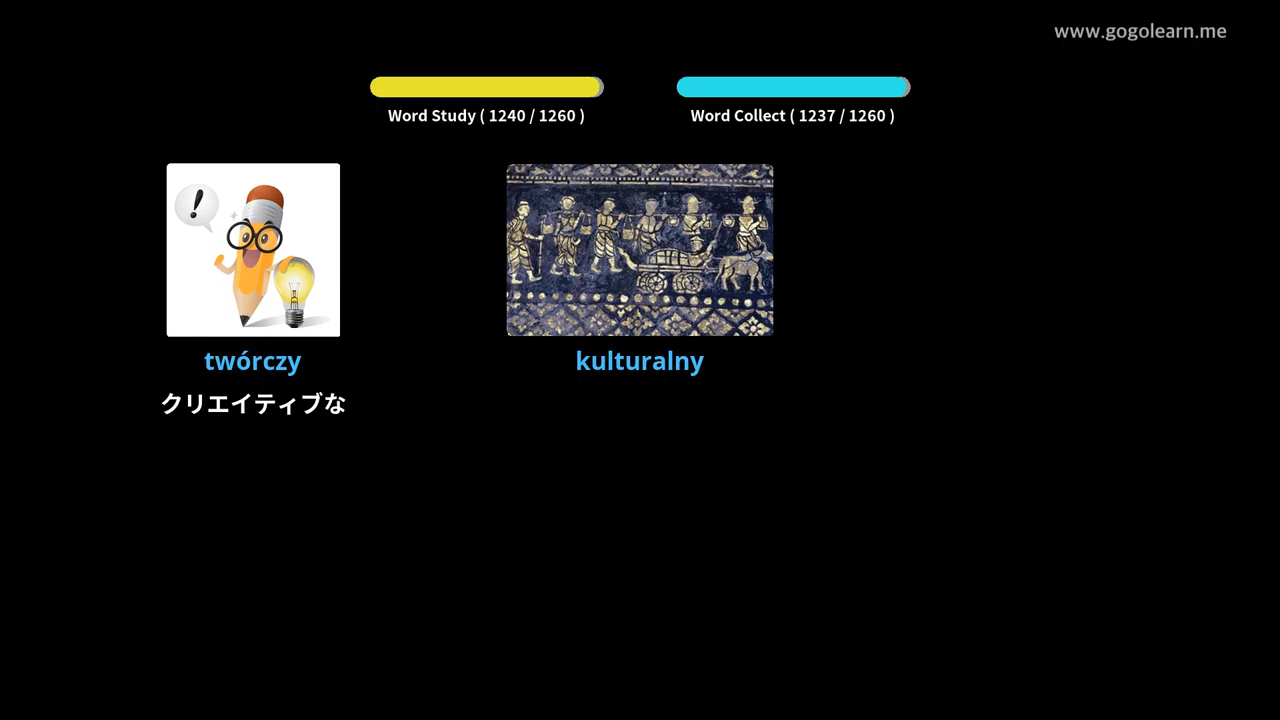 www.gogolearn.me
Word Study ( 1240 / 1260 )
Word Collect ( 1237 / 1260 )
!
twórczy
kulturalny
クリエイティブな